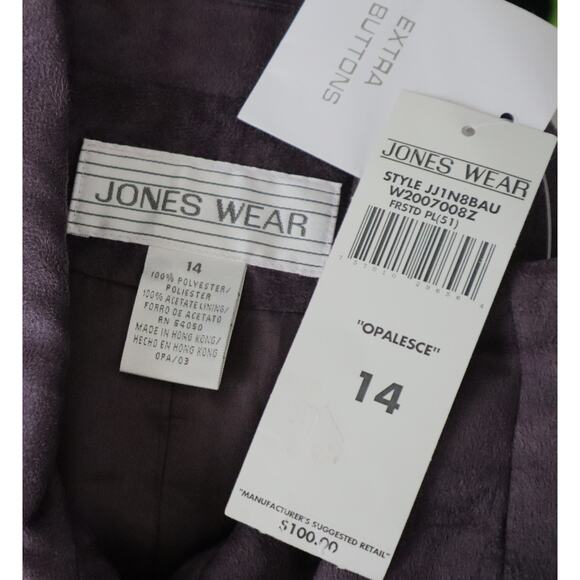 EXTRA
BUTTONS
JONES WEAR
14
100% POLYESTER/
POLIESTER
100% ACETATE LINING/
FORRO DE ACETATO
RN 54050
MADE IN HONG KONG/
HECHO EN HONG KONG
OPA/03
JONES WEAR
STYLE JJ1N8BAU
W2007008Z
FRSTD PL(51)
"OPALESCE"
14
"MANUFACTURER'S SUGGESTED RETAIL"
$100.00